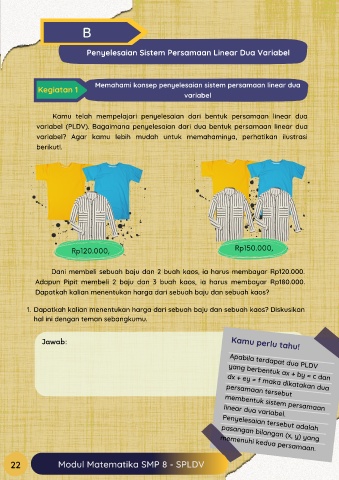 B
Penyelesaian Sistem Persamaan Linear Dua Variabel
Kegiatan 1
Memahami konsep penyelesaian sistem persamaan linear dua
variabel
Kamu telah mempelajari penyelesaian dari bentuk persamaan linear dua
variabel (PLDV). Bagaimana penyelesaian dari dua bentuk persamaan linear dua
variabel? Agar kamu lebih mudah untuk memahaminya, perhatikan ilustrasi
berikut!.
Rp120.000,
Rp150.000,
Dani membeli sebuah baju dan 2 buah kaos, ia harus membayar Rp120.000.
Adapun Pipit membeli 2 baju dan 3 buah kaos, ia harus membayar Rp180.000.
Dapatkah kalian menentukan harga dari sebuah baju dan sebuah kaos?
1. Dapatkah kalian menentukan harga dari sebuah baju dan sebuah kaos? Diskusikan
hal ini dengan teman sebangkumu.
Jawab:
Kamu perlu tahu!
Apabila terdapat dua PLDV
yang berbentuk ax + by = c dan
dx + ey = f maka dikatakan dua
persamaan tersebut
membentuk sistem persamaan
linear dua variabel.
Penyelesaian tersebut adalah
pasangan bilangan (x, y) yang
memenuhi kedua persamaan.
22
Modul Matematika SMP 8 - SPLDV